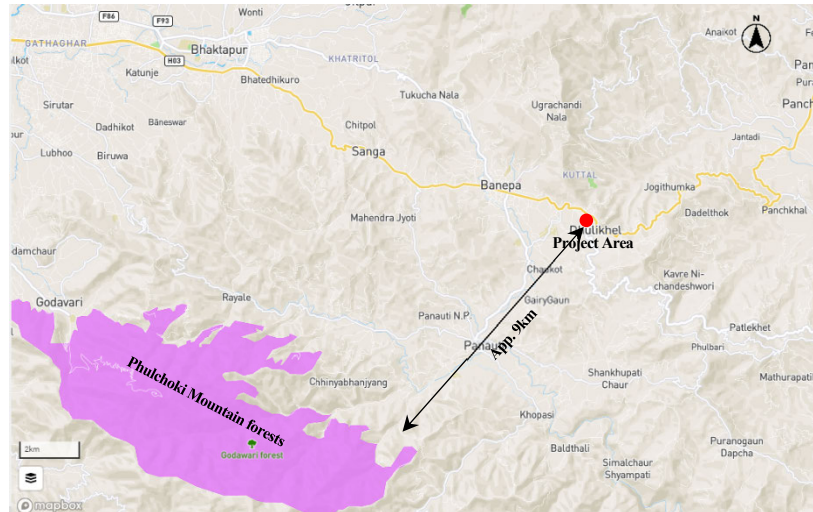 Wonti
F86
F93
N
Anaikot
GATHAGHAR
Bhaktapur
H03
KHATRITOL
Katunje
Bhatedhikuro
Tukucha Nala
Ugrachandi
Nala
Sirutar
Dadhikot
Bāneswar
Chitpol
Jantadi
Lubhoo
Biruwa
Sanga
KUTTAL
Banepa
Jogithumka
Mahendra Jyoti
Dadelthok
Panchkhal
Dhulikhel
Project Area
Chaukot
Kavre Ni-
chandeshwori
Godavari
Rayale
GairyGaun
Panauti N.P.
App. 9km
Patlekhet
Panauti
Phulbari
Phulchoki Mountain forests
Chhinyabhanjyang
Shankhupati
Chaur
Mathurapati
Khopasi
2km
Godawari forest
Baldthali
Puranogaun
Dapcha
Simalchaur
Shyampati
mapbox